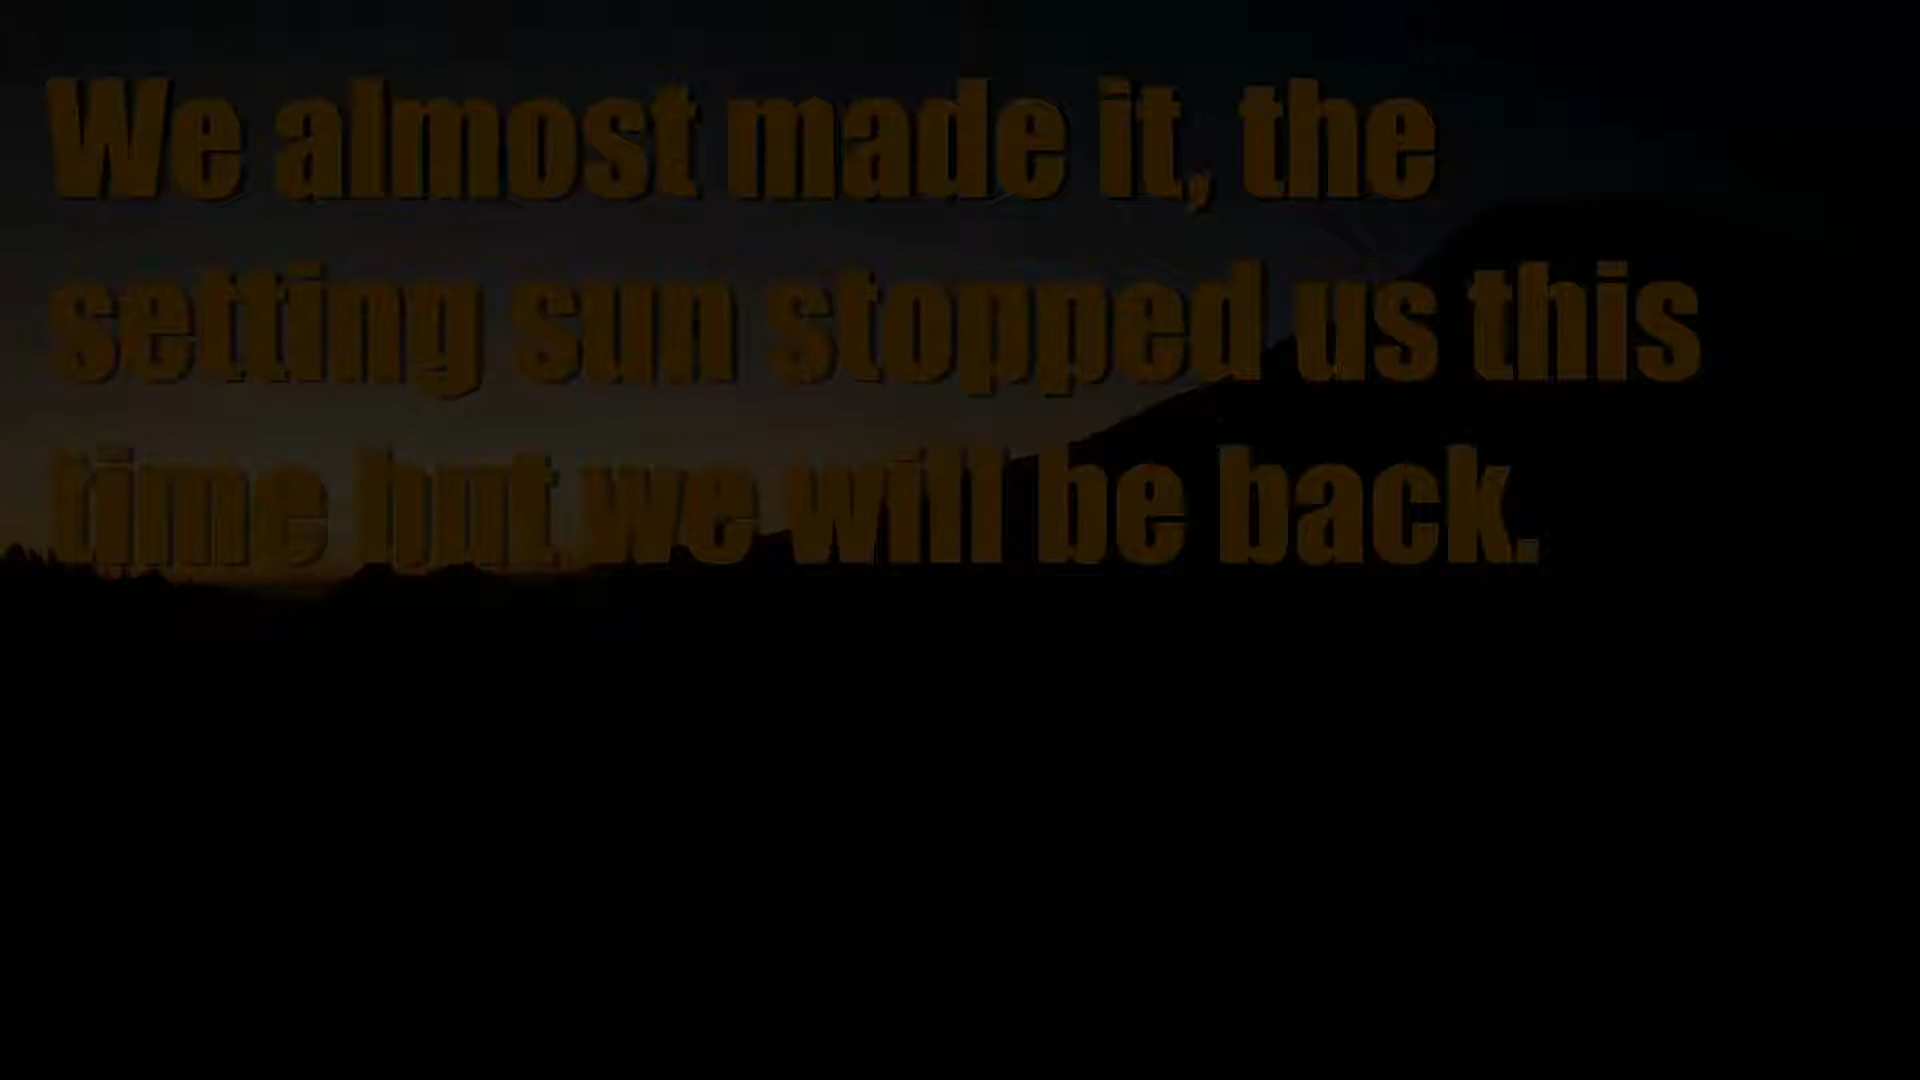 We almost made it, the
setting sun stopped us this
time but we will be back.